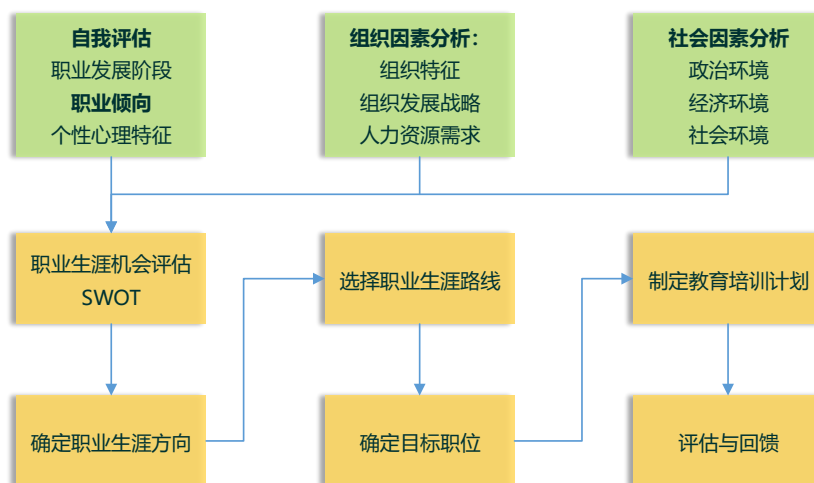 自我评估
职业发展阶段
职业倾向
个性心理特征
组织因素分析：
组织特征
组织发展战略
人力资源需求
社会因素分析
政治环境
经济环境
社会环境
职业生涯机会评估
SWOT
选择职业生涯路线
制定教育培训计划
确定职业生涯方向
确定目标职位
评估与回馈